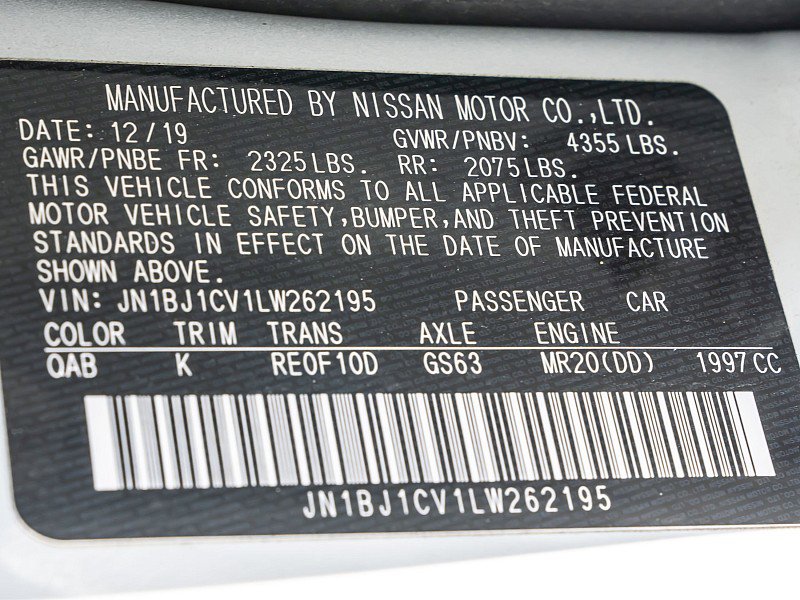 MANUFACTURED BY NISSAN MOTOR CO.,LTD.
DATE: 12/19 GVWR/PNBV: 4355 LBS.
GAWR/PNBE FR: 2325 LBS. RR: 2075 LBS.
THIS VEHICLE CONFORMS TO ALL APPLICABLE FEDERAL
MOTOR VEHICLE SAFETY,BUMPER,AND THEFT PREVENTION
STANDARDS IN EFFECT ON THE DATE OF MANUFACTURE
SHOWN ABOVE.
VIN: JN1BJ1CV1LW262195 PASSENGER CAR
COLOR TRIM TRANS AXLE ENGINE
QAB K RE0F10D GS63 MR20(DD) 1997 CC
JN1BJ1CV1LW262195